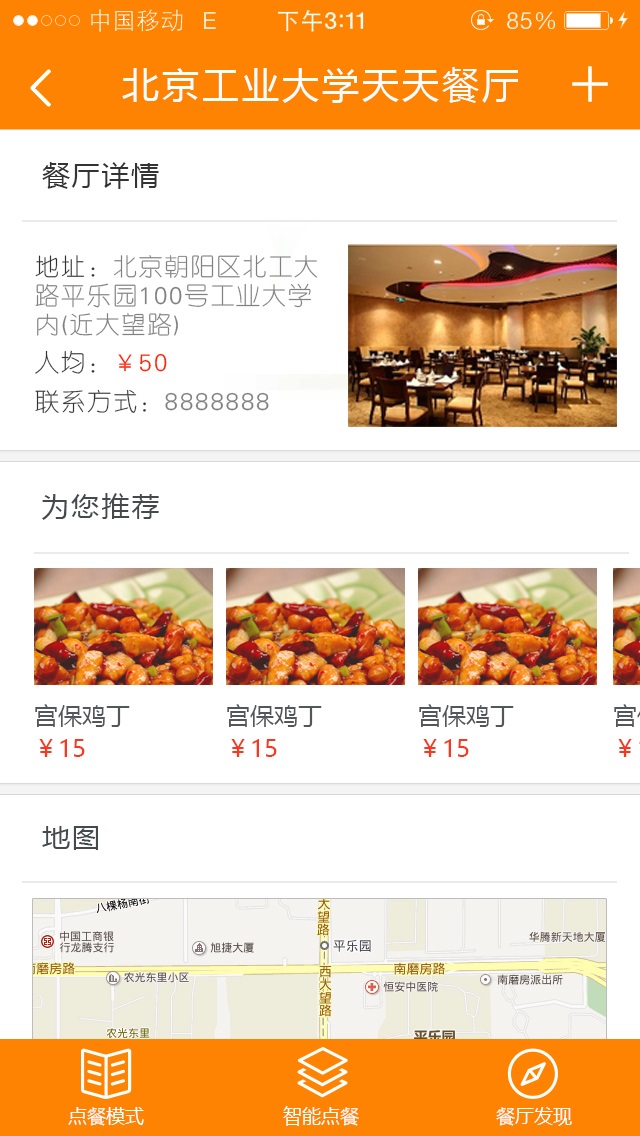 中国移动 E 下午3:11 85%
北京工业大学天天餐厅
餐厅详情
地址：北京朝阳区北工大
路平乐园100号工业大学
内(近大望路)
人均：￥50
联系方式：8888888
为您推荐
宫保鸡丁 宫保鸡丁 宫保鸡丁 宫
￥15 ￥15 ￥15 ￥
地图
八棵杨南街
大望路
中国工商银
行龙腾支行
旭捷大厦
平乐园
华腾新天地大厦
南磨房路
南磨房路
农光东里小区
西大望路
恒安中医院
南磨房派出所
农光东里
平乐园
点餐模式 智能点餐 餐厅发现